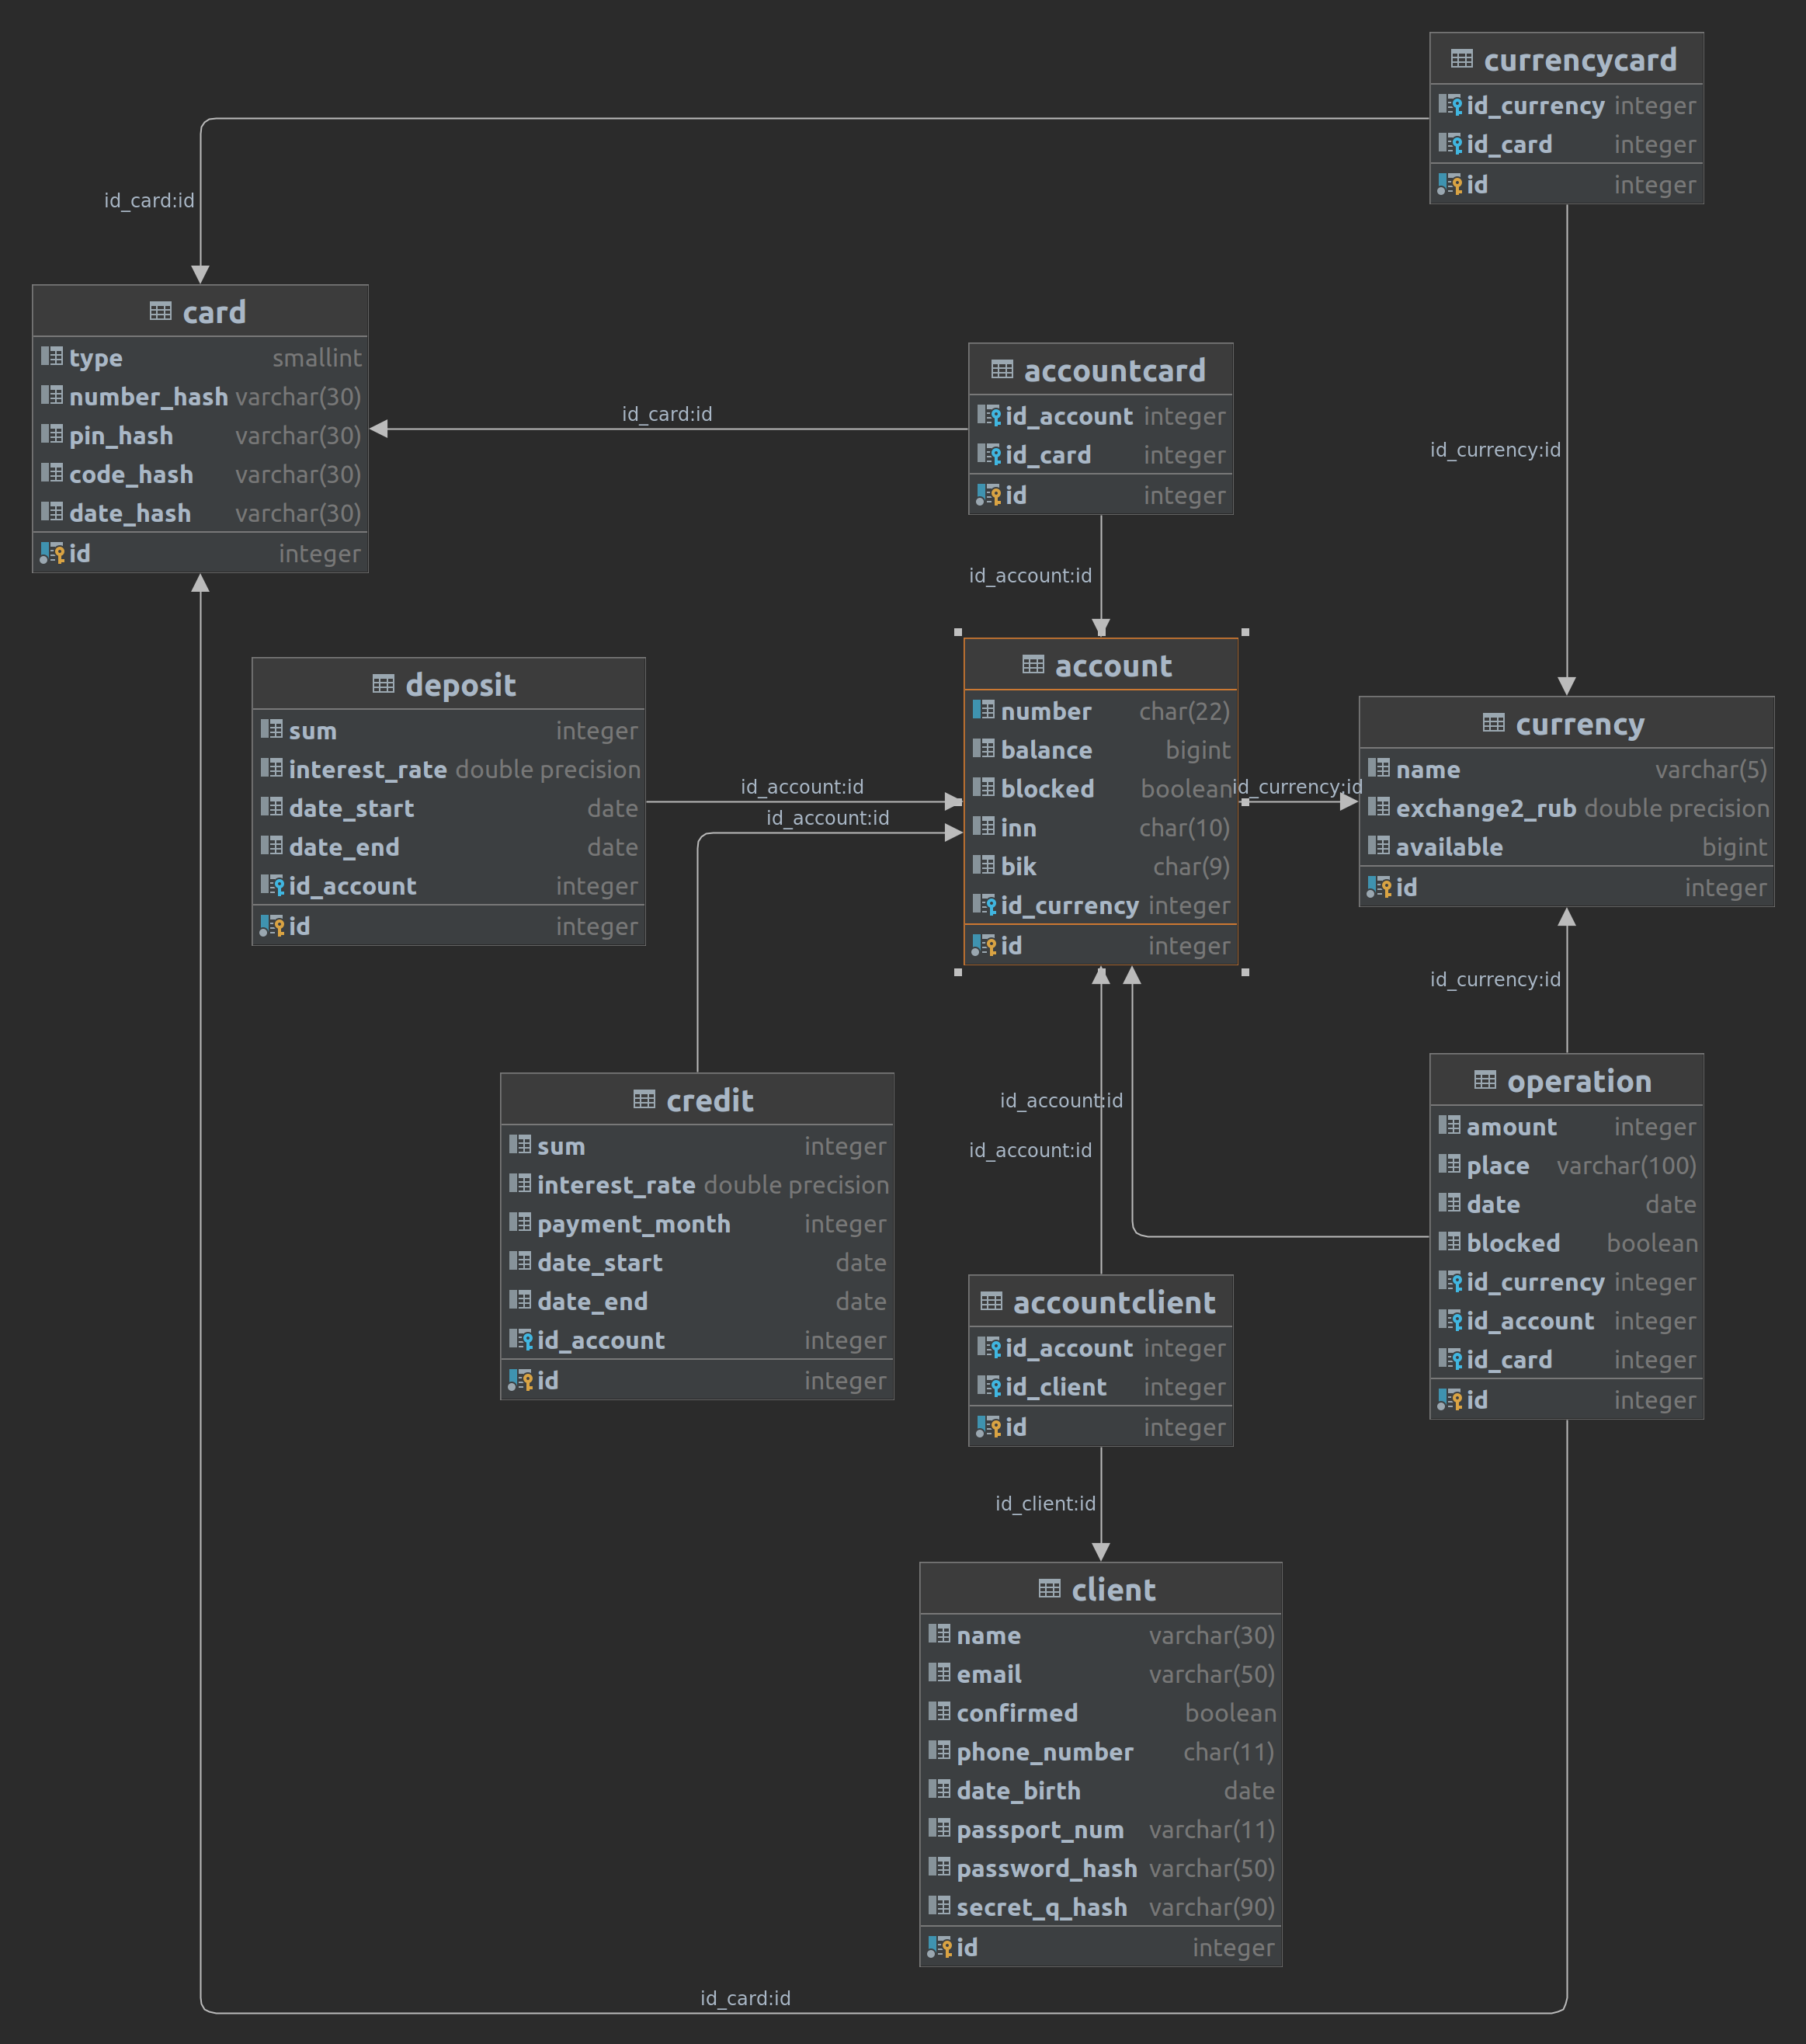 currencycard
id_currency integer
id_card integer
id integer
id_card:id
card
type smallint
number_hash varchar(30)
pin_hash varchar(30)
code_hash varchar(30)
date_hash varchar(30)
id integer
accountcard
id_account integer
id_card integer
id integer
id_card:id
id_currency:id
id_account:id
deposit
sum integer
interest_rate double precision
date_start date
date_end date
id_account integer
id integer
id_account:id
id_account:id
account
number char(22)
balance bigint
blocked boolean
inn char(10)
bik char(9)
id_currency integer
id integer
id_currency:id
currency
name varchar(5)
exchange2_rub double precision
available bigint
id integer
id_currency:id
credit
sum integer
interest_rate double precision
payment_month integer
date_start date
date_end date
id_account integer
id integer
id_account:id
id_account:id
operation
amount integer
place varchar(100)
date date
blocked boolean
id_currency integer
id_account integer
id_card integer
id integer
accountclient
id_account integer
id_client integer
id integer
id_client:id
client
name varchar(30)
email varchar(50)
confirmed boolean
phone_number char(11)
date_birth date
passport_num varchar(11)
password_hash varchar(50)
secret_q_hash varchar(90)
id integer
id_card:id